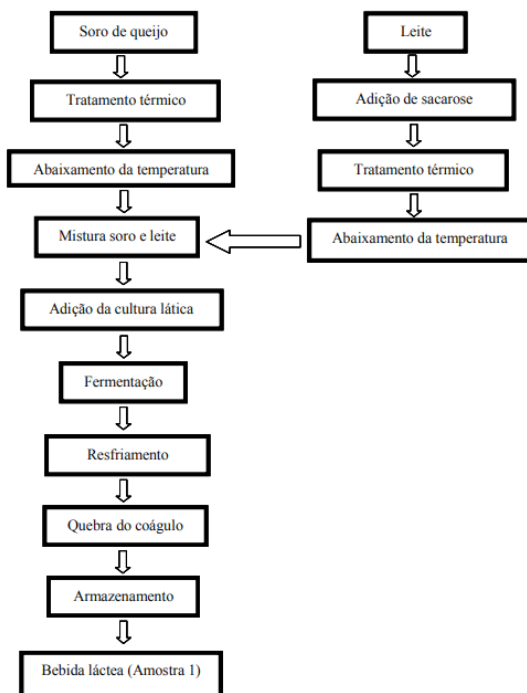 Soro de queijo
Leite
Tratamento térmico
Adição de sacarose
Abaixamento da temperatura
Tratamento térmico
Mistura soro e leite
Abaixamento da temperatura
Adição da cultura lática
Fermentação
Resfriamento
Quebra do coágulo
Armazenamento
Bebida láctea (Amostra 1)